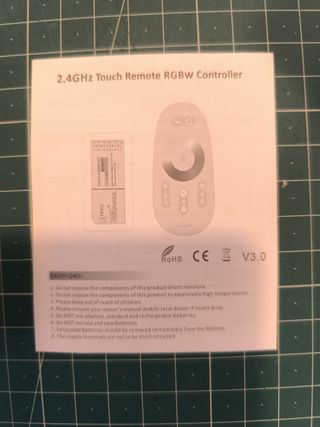 2.4GHz Touch Remote RGBW Controller
RoHS CE V3.0
CAUTIONS:
1. Do not expose the components of this product direct moisture.
2. Do not expose the components of this product to excessively high temperatures.
3. Please keep out of reach of children.
4. Please consult your owner's manual and/or local dealer if issues arise.
5. Do NOT mix alkaline, standard and rechargeable Batteries.
6. Do NOT mix old and new Batteries.
7. Exhausted Batteries should be removed immediately from the Remote.
8. The supply terminals are not to be short-circuited.